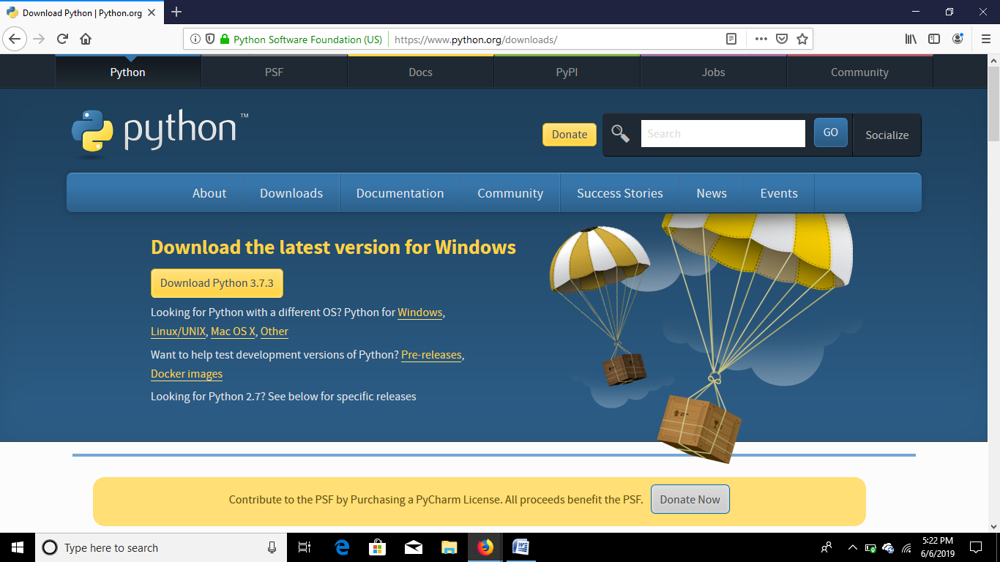 Download Python | Python.org
Python Software Foundation (US) https://www.python.org/downloads/
Python PSF Docs PyPI Jobs Community
python™
Donate Search GO Socialize
About Downloads Documentation Community Success Stories News Events
Download the latest version for Windows
Download Python 3.7.3
Looking for Python with a different OS? Python for Windows,
Linux/UNIX, Mac OS X, Other
Want to help test development versions of Python? Pre-releases,
Docker images
Looking for Python 2.7? See below for specific releases
Contribute to the PSF by Purchasing a PyCharm License. All proceeds benefit the PSF. Donate Now
Type here to search
5:22 PM
6/6/2019